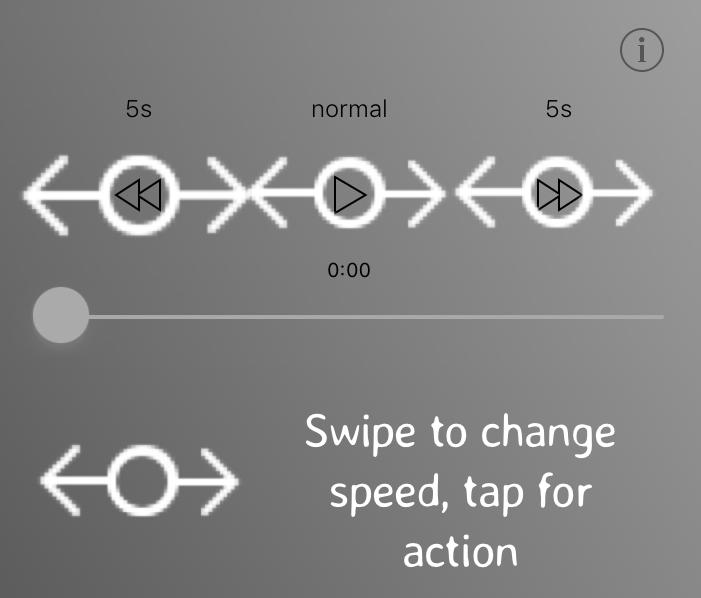 i
5s normal 5s
0:00
Swipe to change
speed, tap for
action